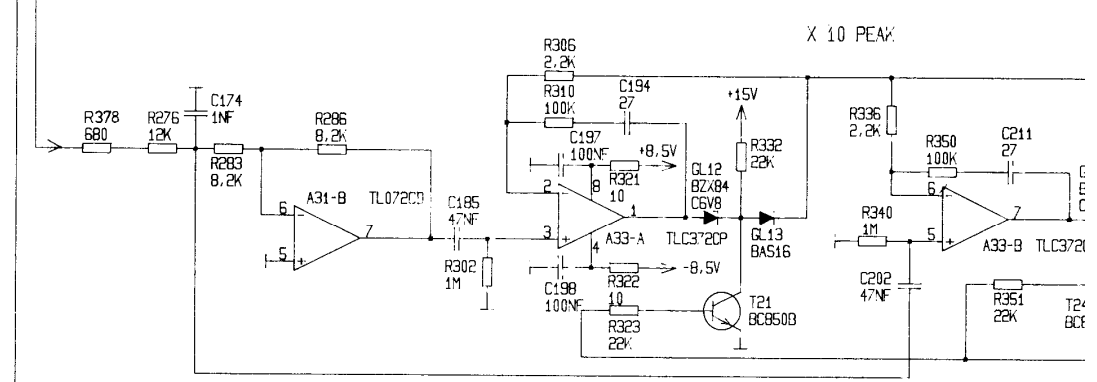 X 10 PEAK
R306
2,2K
R310
100K
C194
27
+15V
R336
2,2K
R378
680
R276
12K
C174
1NF
R286
8,2K
R283
8,2K
C197
100NF
+8,5V
R321
10
GL12
BZX84
C6V8
R332
22K
R350
100K
C211
27
A31-B
TL072CD
6
5
7
C185
47NF
2
3
8
4
1
A33-A
TLC372CP
GL13
BAS16
R340
1M
6
5
7
A33-B
R302
1M
C198
100NF
R322
10
-8,5V
R323
22K
T21
BC850B
C202
47NF
R351
22K